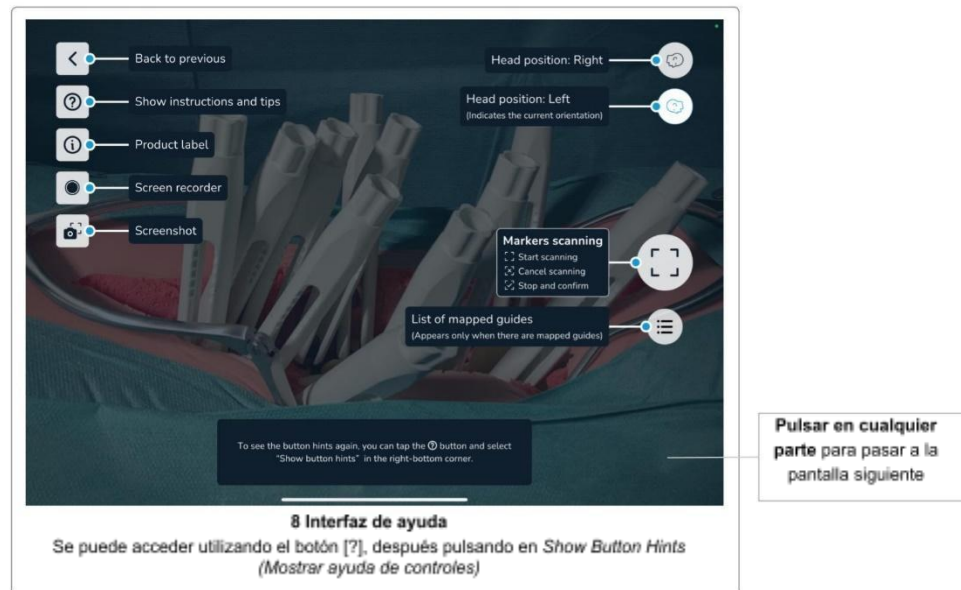 Back to previous
Show instructions and tips
Product label
Screen recorder
Screenshot
Head position: Right
Head position: Left
(Indicates the current orientation)
Markers scanning
Start scanning
Cancel scanning
Stop and confirm
List of mapped guides
(Appears only when there are mapped guides)
To see the button hints again, you can tap the ? button and select
"Show button hints" in the right-bottom corner.
Pulsar en cualquier
parte para pasar a la
pantalla siguiente
8 Interfaz de ayuda
Se puede acceder utilizando el botón [?], después pulsando en Show Button Hints
(Mostrar ayuda de controles)